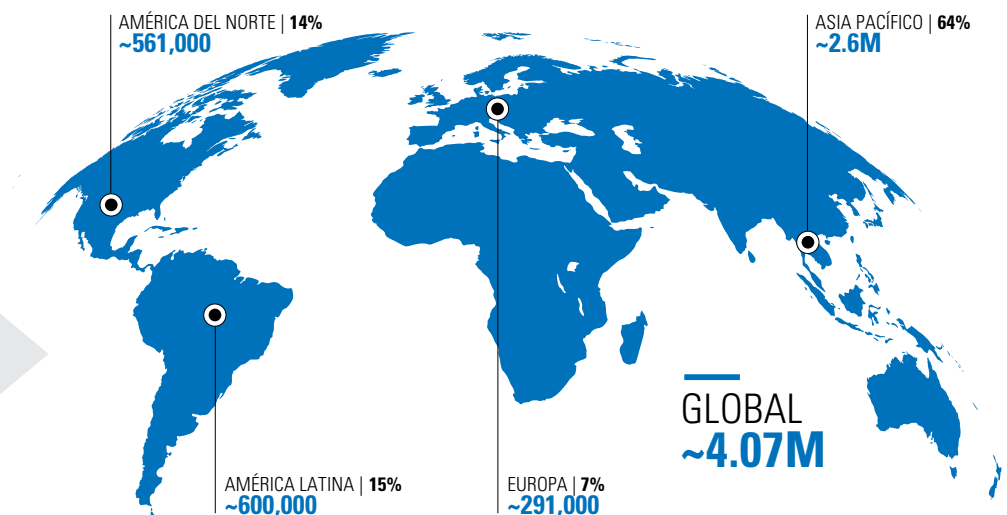 AMÉRICA DEL NORTE | 14%
~561,000
ASIA PACÍFICO | 64%
~2.6M
GLOBAL
~4.07M
AMÉRICA LATINA | 15%
~600,000
EUROPA | 7%
~291,000